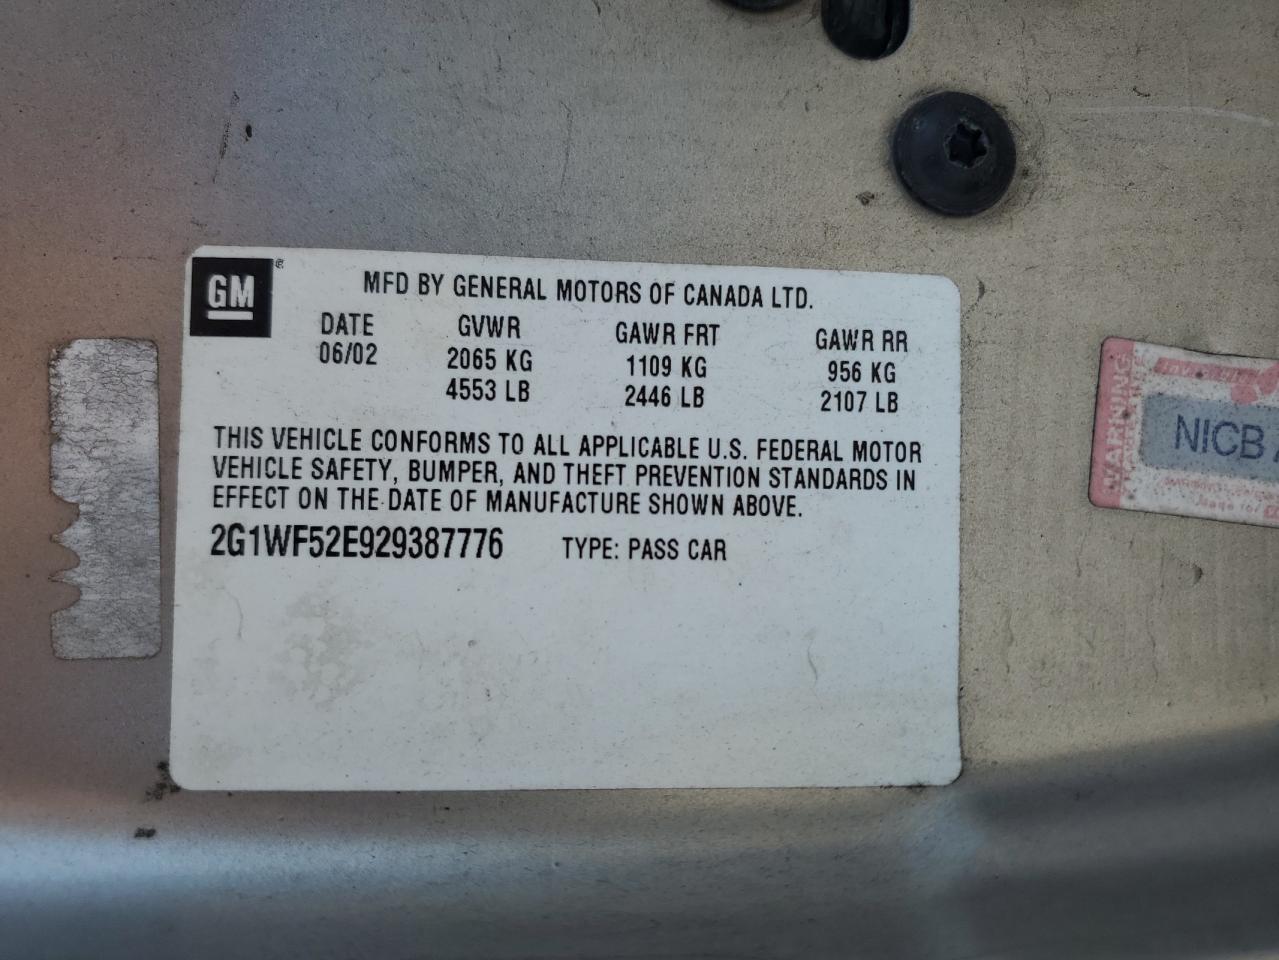 GM
MFD BY GENERAL MOTORS OF CANADA LTD.
DATE GVWR GAWR FRT GAWR RR
06/02 2065 KG 1109 KG 956 KG
4553 LB 2446 LB 2107 LB
THIS VEHICLE CONFORMS TO ALL APPLICABLE U.S. FEDERAL MOTOR
VEHICLE SAFETY, BUMPER, AND THEFT PREVENTION STANDARDS IN
EFFECT ON THE DATE OF MANUFACTURE SHOWN ABOVE.
2G1WF52E929387776 TYPE: PASS CAR
WARNING
NICB